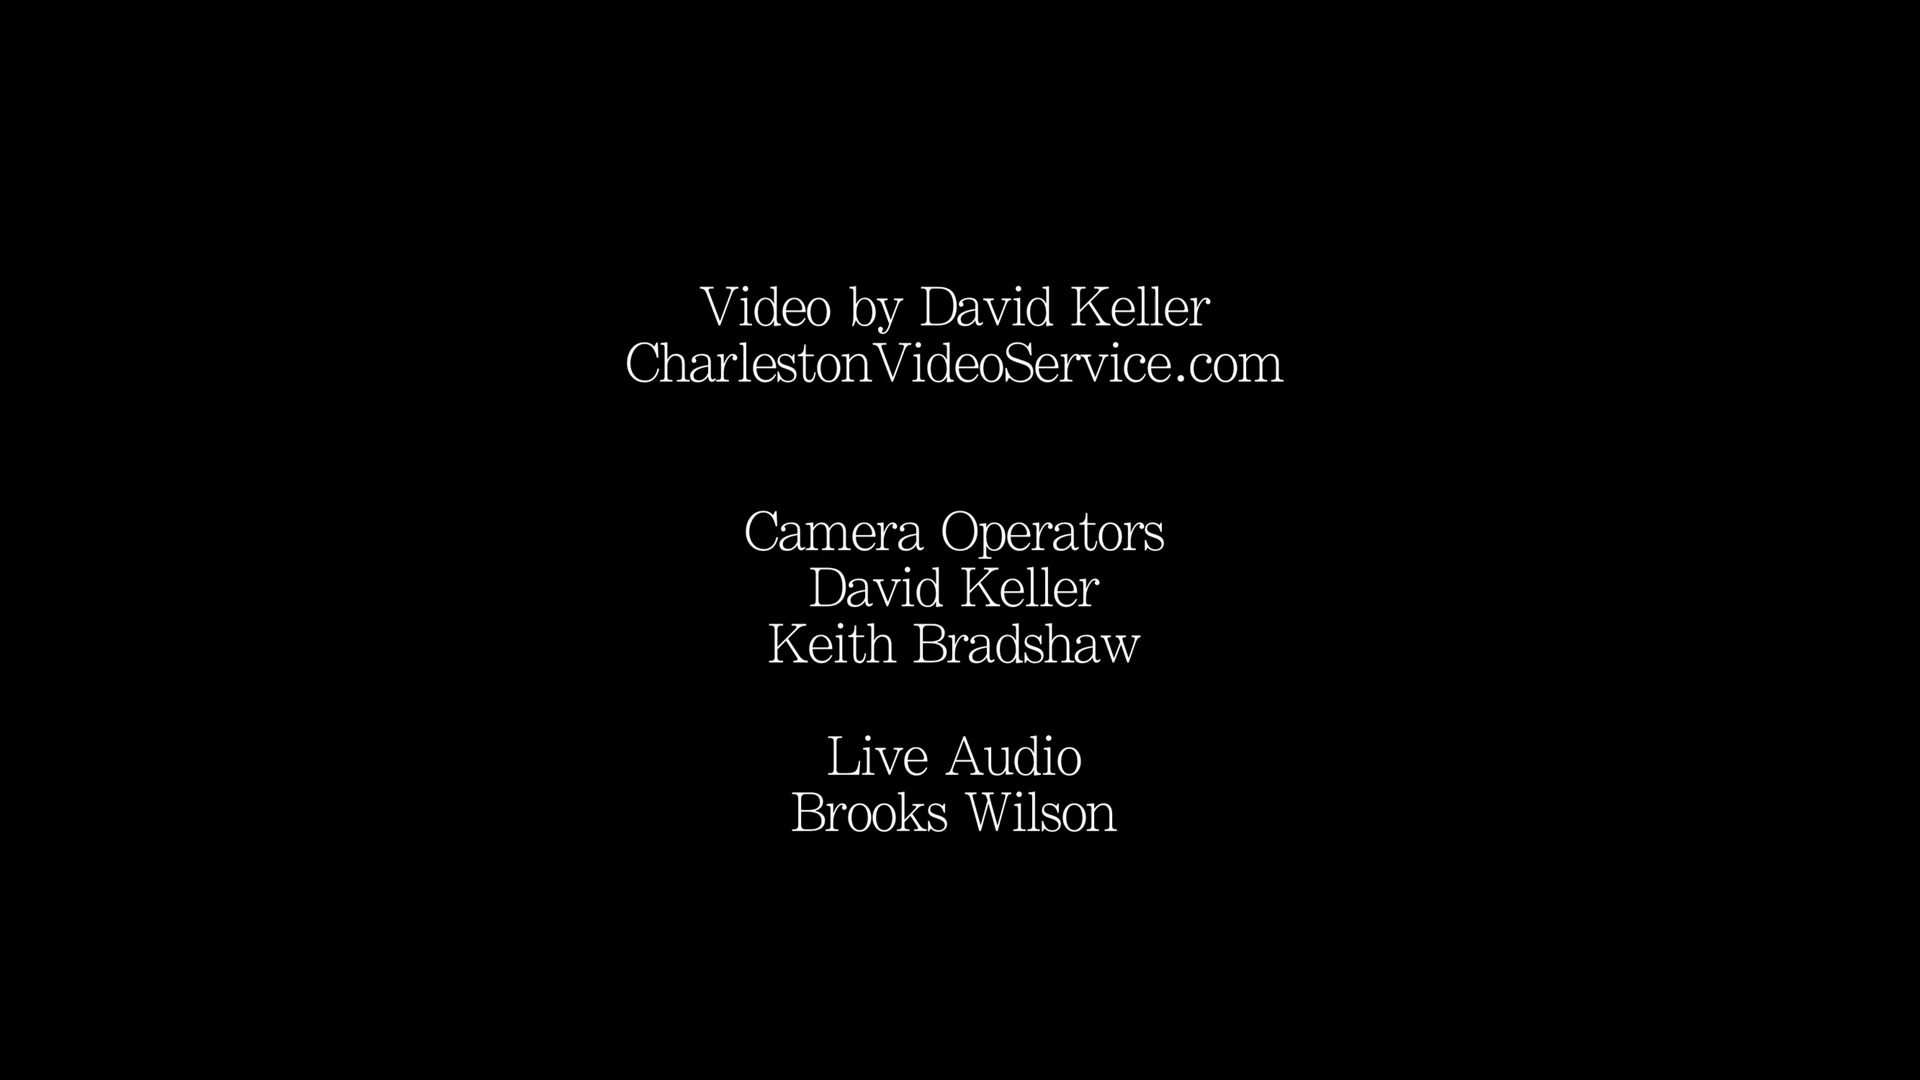 Video by David Keller
CharlestonVideoService.com
Camera Operators
David Keller
Keith Bradshaw
Live Audio
Brooks Wilson